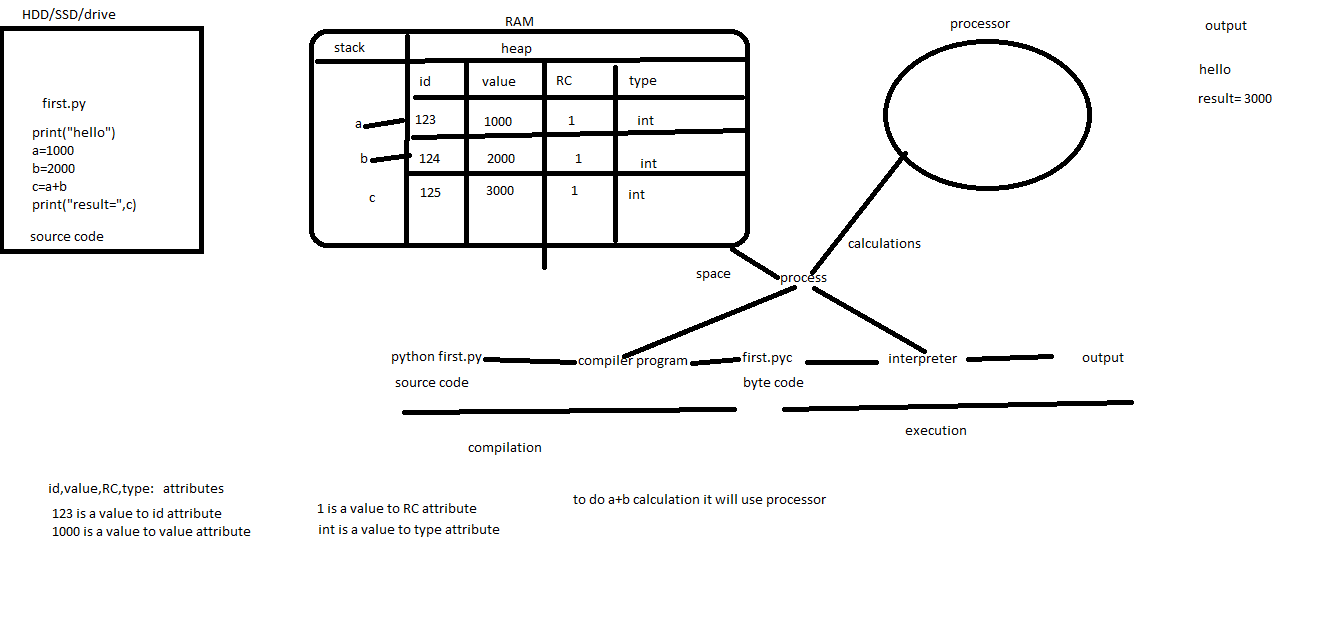 HDD/SSD/drive
first.py
print("hello")
a=1000
b=2000
c=a+b
print("result=",c)
source code
RAM
stack
heap
id value RC type
a 123 1000 1 int
b 124 2000 1 int
c 125 3000 1 int
processor
output
hello
result= 3000
calculations
space
process
python first.py compiler program first.pyc interpreter output
source code byte code
compilation
execution
id,value,RC,type: attributes
123 is a value to id attribute
1000 is a value to value attribute
1 is a value to RC attribute
int is a value to type attribute
to do a+b calculation it will use processor